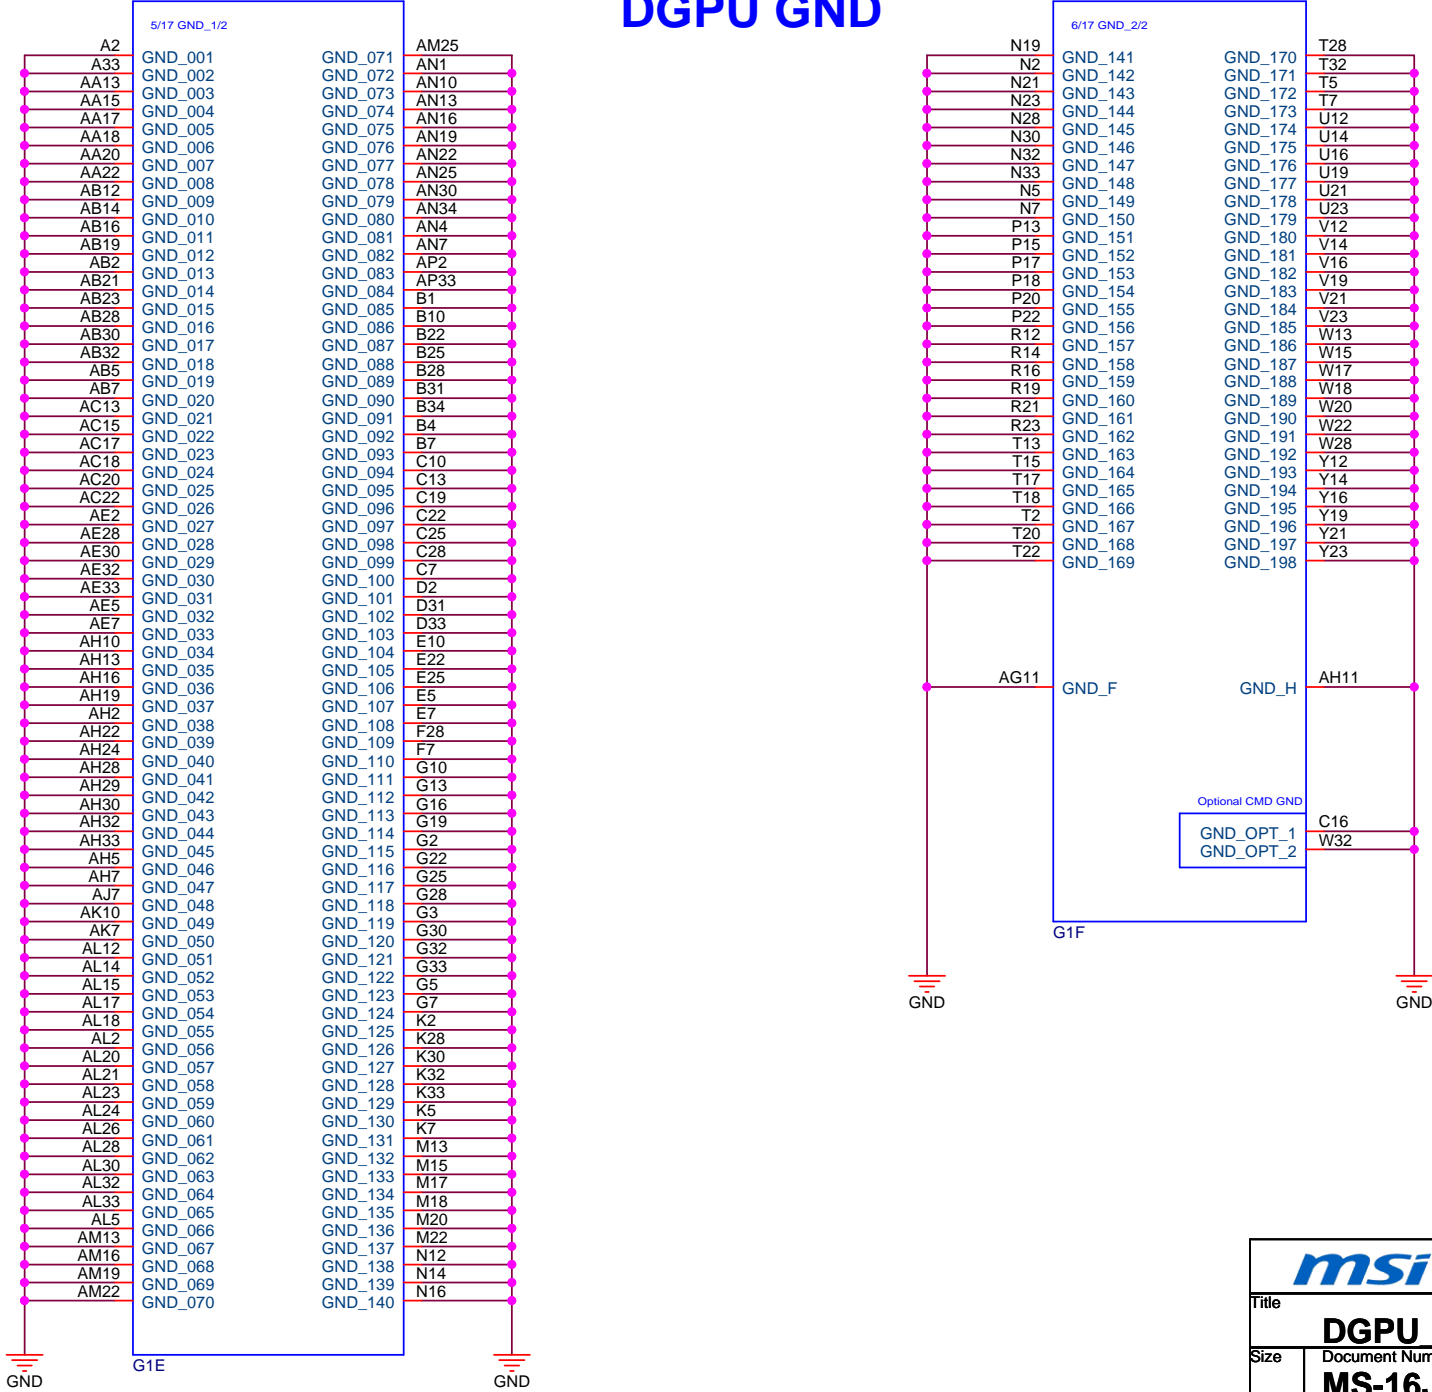 DGPU GND
5/17 GND_1/2
A2 GND_001 GND_071 AM25
A33 GND_002 GND_072 AN1
AA13 GND_003 GND_073 AN10
AA15 GND_004 GND_074 AN13
AA17 GND_005 GND_075 AN16
AA18 GND_006 GND_076 AN19
AA20 GND_007 GND_077 AN22
AA22 GND_008 GND_078 AN25
AB12 GND_009 GND_079 AN30
AB14 GND_010 GND_080 AN34
AB16 GND_011 GND_081 AN4
AB19 GND_012 GND_082 AN7
AB2 GND_013 GND_083 AP2
AB21 GND_014 GND_084 AP33
AB23 GND_015 GND_085 B1
AB28 GND_016 GND_086 B10
AB30 GND_017 GND_087 B22
AB32 GND_018 GND_088 B25
AB5 GND_019 GND_089 B28
AB7 GND_020 GND_090 B31
AC13 GND_021 GND_091 B34
AC15 GND_022 GND_092 B4
AC17 GND_023 GND_093 B7
AC18 GND_024 GND_094 C10
AC20 GND_025 GND_095 C13
AC22 GND_026 GND_096 C19
AE2 GND_027 GND_097 C22
AE28 GND_028 GND_098 C25
AE30 GND_029 GND_099 C28
AE32 GND_030 GND_100 C7
AE33 GND_031 GND_101 D2
AE5 GND_032 GND_102 D31
AE7 GND_033 GND_103 D33
AH10 GND_034 GND_104 E10
AH13 GND_035 GND_105 E22
AH16 GND_036 GND_106 E25
AH19 GND_037 GND_107 E5
AH2 GND_038 GND_108 E7
AH22 GND_039 GND_109 F28
AH24 GND_040 GND_110 F7
AH28 GND_041 GND_111 G10
AH29 GND_042 GND_112 G13
AH30 GND_043 GND_113 G16
AH32 GND_044 GND_114 G19
AH33 GND_045 GND_115 G2
AH5 GND_046 GND_116 G22
AH7 GND_047 GND_117 G25
AJ7 GND_048 GND_118 G28
AK10 GND_049 GND_119 G3
AK7 GND_050 GND_120 G30
AL12 GND_051 GND_121 G32
AL14 GND_052 GND_122 G33
AL15 GND_053 GND_123 G5
AL17 GND_054 GND_124 G7
AL18 GND_055 GND_125 K2
AL2 GND_056 GND_126 K28
AL20 GND_057 GND_127 K30
AL21 GND_058 GND_128 K32
AL23 GND_059 GND_129 K33
AL24 GND_060 GND_130 K5
AL26 GND_061 GND_131 K7
AL28 GND_062 GND_132 M13
AL30 GND_063 GND_133 M15
AL32 GND_064 GND_134 M17
AL33 GND_065 GND_135 M18
AL5 GND_066 GND_136 M20
AM13 GND_067 GND_137 M22
AM16 GND_068 GND_138 N12
AM19 GND_069 GND_139 N14
AM22 GND_070 GND_140 N16
G1E
GND GND
6/17 GND_2/2
N19 GND_141 GND_170 T28
N2 GND_142 GND_171 T32
N21 GND_143 GND_172 T5
N23 GND_144 GND_173 T7
N28 GND_145 GND_174 U12
N30 GND_146 GND_175 U14
N32 GND_147 GND_176 U16
N33 GND_148 GND_177 U19
N5 GND_149 GND_178 U21
N7 GND_150 GND_179 U23
P13 GND_151 GND_180 V12
P15 GND_152 GND_181 V14
P17 GND_153 GND_182 V16
P18 GND_154 GND_183 V19
P20 GND_155 GND_184 V21
P22 GND_156 GND_185 V23
R12 GND_157 GND_186 W13
R14 GND_158 GND_187 W15
R16 GND_159 GND_188 W17
R19 GND_160 GND_189 W18
R21 GND_161 GND_190 W20
R23 GND_162 GND_191 W22
T13 GND_163 GND_192 W28
T15 GND_164 GND_193 Y12
T17 GND_165 GND_194 Y14
T18 GND_166 GND_195 Y16
T2 GND_167 GND_196 Y19
T20 GND_168 GND_197 Y21
T22 GND_169 GND_198 Y23
AG11 GND_F GND_H AH11
Optional CMD GND
GND_OPT_1 C16
GND_OPT_2 W32
G1F
GND GND
msi
Title
DGPU
Size Document Num
MS-16